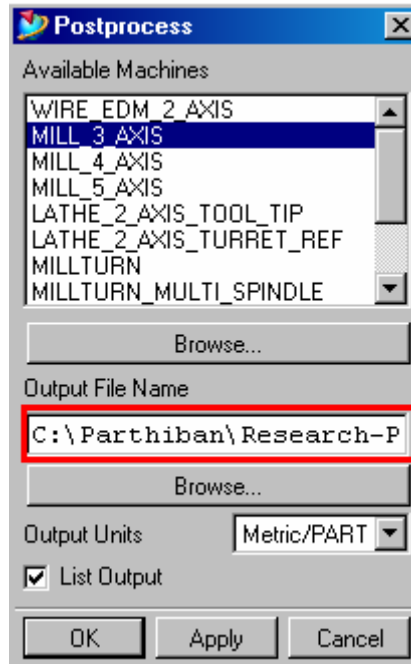 Postprocess
Available Machines
WIRE_EDM_2_AXIS
MILL_3_AXIS
MILL_4_AXIS
MILL_5_AXIS
LATHE_2_AXIS_TOOL_TIP
LATHE_2_AXIS_TURRET_REF
MILLTURN
MILLTURN_MULTI_SPINDLE
Browse...
Output File Name
C:\Parthiban\Research-P
Browse...
Output Units Metric/PART
List Output
OK Apply Cancel